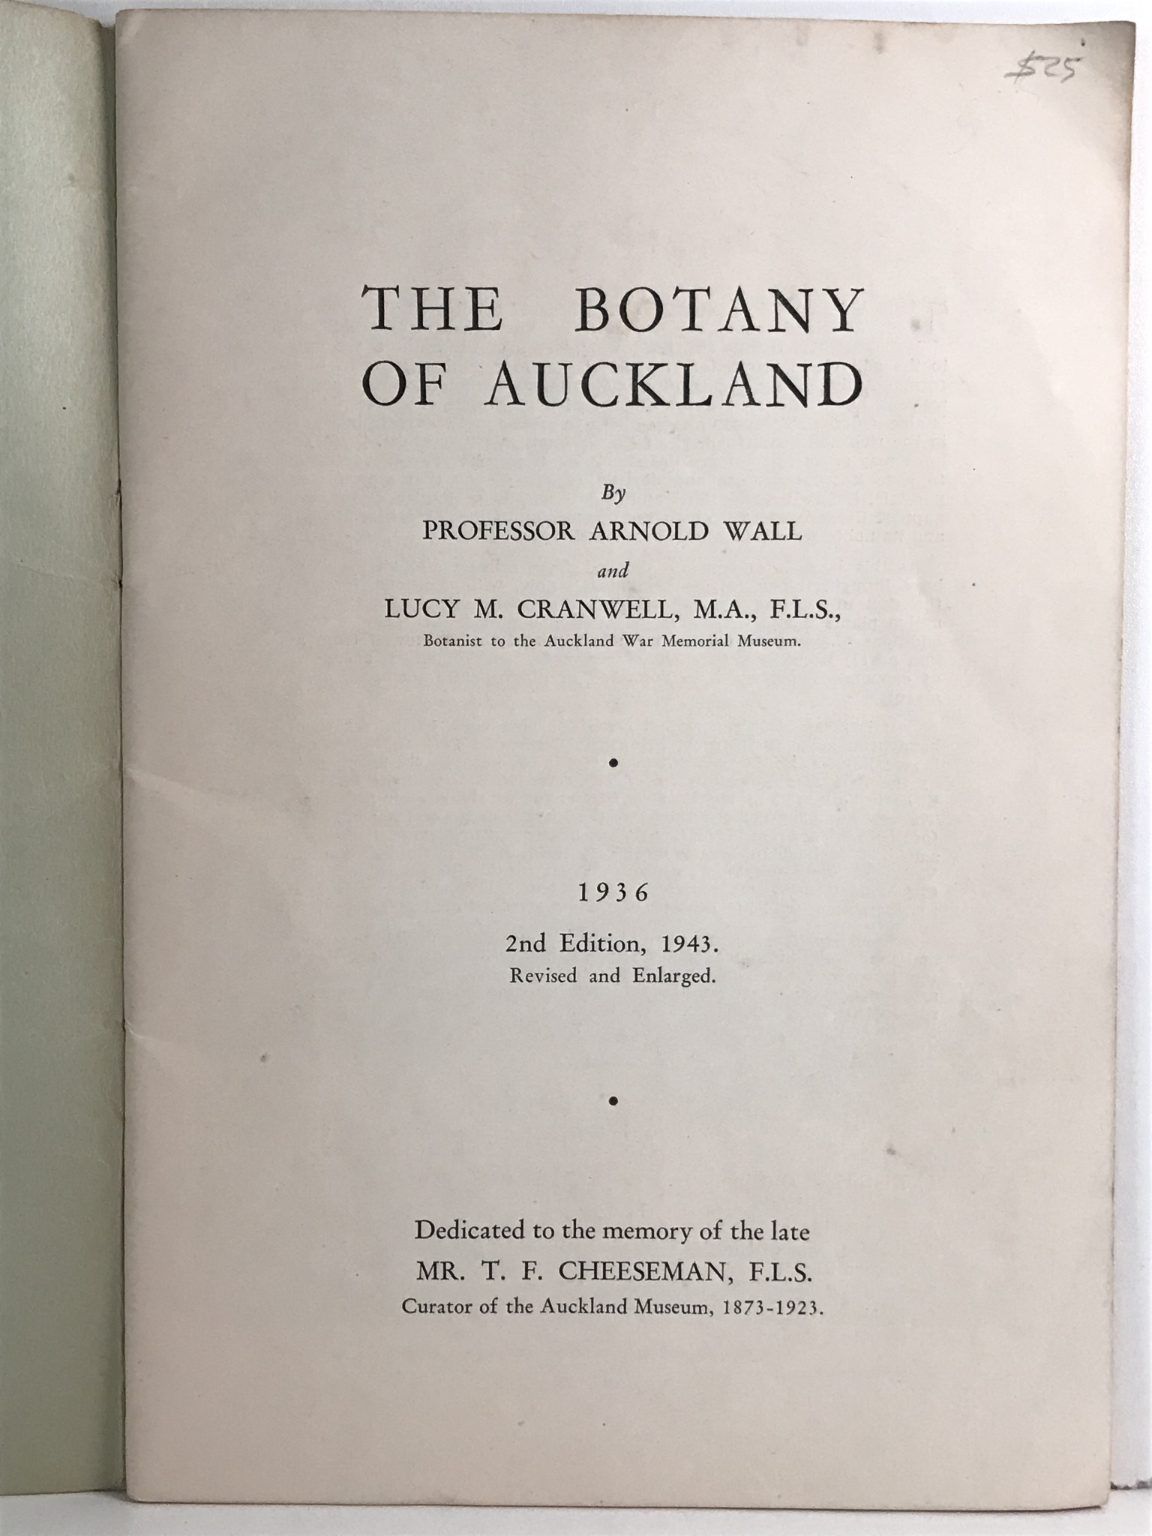 $25
THE BOTANY
OF AUCKLAND
By
PROFESSOR ARNOLD WALL
and
LUCY M. CRANWELL, M.A., F.L.S.,
Botanist to the Auckland War Memorial Museum.
•
1936
2nd Edition, 1943.
Revised and Enlarged.
•
Dedicated to the memory of the late
MR. T. F. CHEESEMAN, F.L.S.
Curator of the Auckland Museum, 1873-1923.